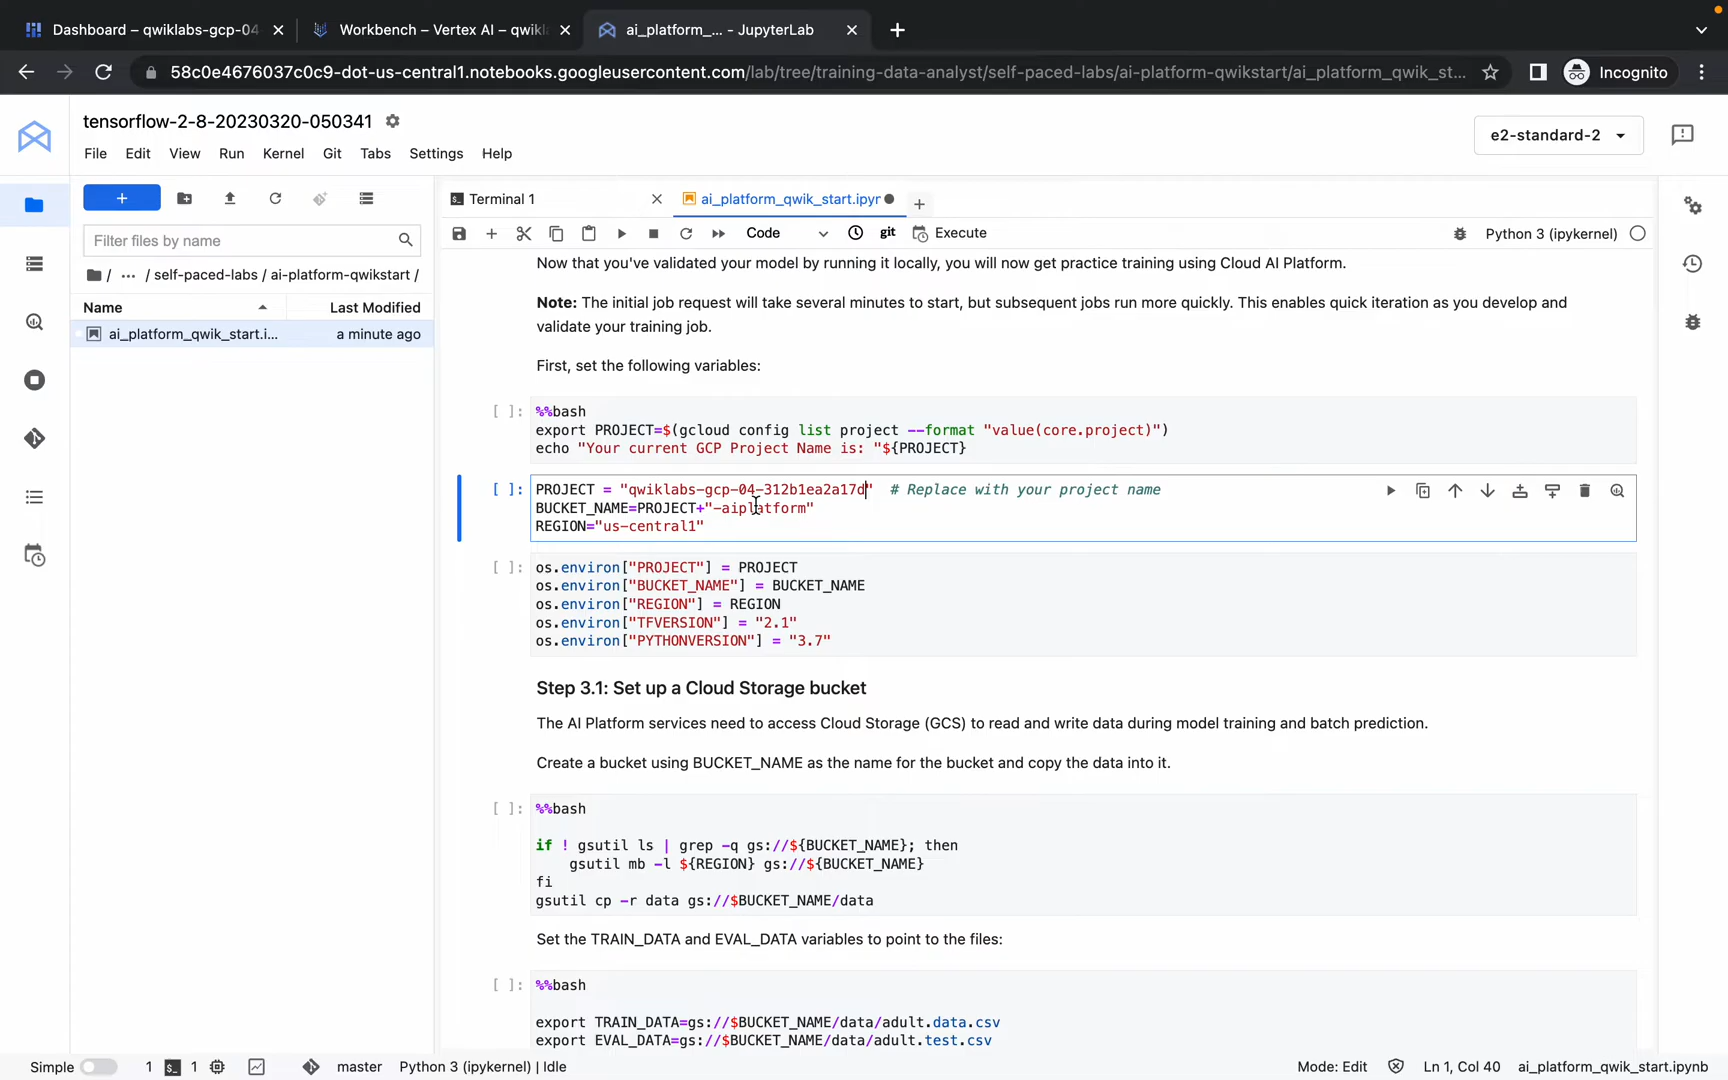 Dashboard – qwiklabs-gcp-04
Workbench – Vertex AI – qwikl
ai_platform_... - JupyterLab
58c0e4676037c0c9-dot-us-central1.notebooks.googleusercontent.com/lab/tree/training-data-analyst/self-paced-labs/ai-platform-qwikstart/ai_platform_qwik_st...
Incognito
tensorflow-2-8-20230320-050341
e2-standard-2
File Edit View Run Kernel Git Tabs Settings Help
Terminal 1
ai_platform_qwik_start.ipyr
Filter files by name
Code
git
Execute
Python 3 (ipykernel)
/ ... / self-paced-labs / ai-platform-qwikstart /
Name
Last Modified
ai_platform_qwik_start.i...
a minute ago
Now that you've validated your model by running it locally, you will now get practice training using Cloud AI Platform.
Note: The initial job request will take several minutes to start, but subsequent jobs run more quickly. This enables quick iteration as you develop and
validate your training job.
First, set the following variables:
[ ]: %%bash
export PROJECT=$(gcloud config list project --format "value(core.project)")
echo "Your current GCP Project Name is: "${PROJECT}
[ ]: PROJECT = "qwiklabs-gcp-04-312b1ea2a17d" # Replace with your project name
BUCKET_NAME=PROJECT+"-aiplatform"
REGION="us-central1"
[ ]: os.environ["PROJECT"] = PROJECT
os.environ["BUCKET_NAME"] = BUCKET_NAME
os.environ["REGION"] = REGION
os.environ["TFVERSION"] = "2.1"
os.environ["PYTHONVERSION"] = "3.7"
Step 3.1: Set up a Cloud Storage bucket
The AI Platform services need to access Cloud Storage (GCS) to read and write data during model training and batch prediction.
Create a bucket using BUCKET_NAME as the name for the bucket and copy the data into it.
[ ]: %%bash
if ! gsutil ls | grep -q gs://${BUCKET_NAME}; then
gsutil mb -l ${REGION} gs://${BUCKET_NAME}
fi
gsutil cp -r data gs://$BUCKET_NAME/data
Set the TRAIN_DATA and EVAL_DATA variables to point to the files:
[ ]: %%bash
export TRAIN_DATA=gs://$BUCKET_NAME/data/adult.data.csv
export EVAL_DATA=gs://$BUCKET_NAME/data/adult.test.csv
Simple
1
1
master
Python 3 (ipykernel) | Idle
Mode: Edit
Ln 1, Col 40
ai_platform_qwik_start.ipynb